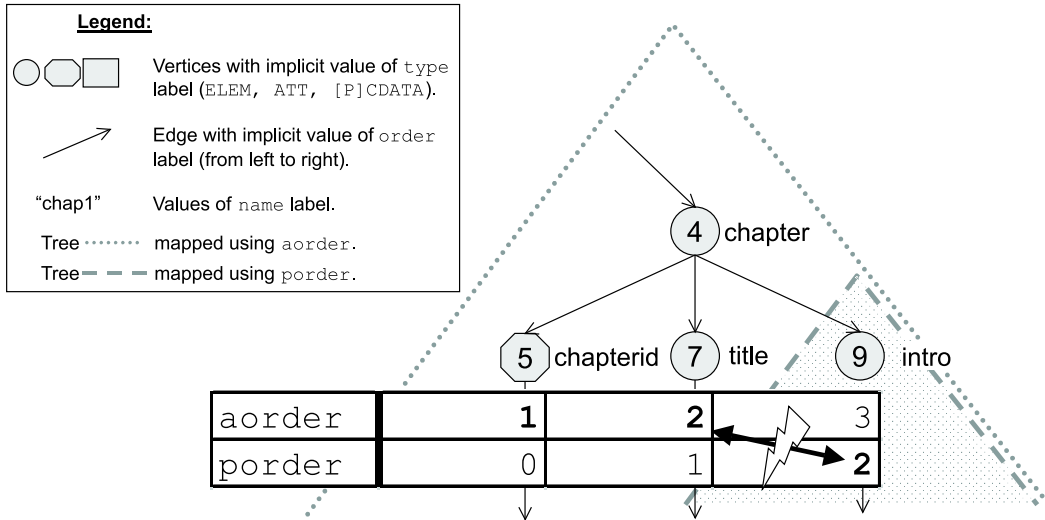 Legend:
Vertices with implicit value of type
label (ELEM, ATT, [P]CDATA).
Edge with implicit value of order
label (from left to right).
“chap1” Values of name label.
Tree mapped using aorder.
Tree mapped using porder.
4 chapter
5 chapterid 7 title 9 intro
aorder 1 2 3
porder 0 1 2